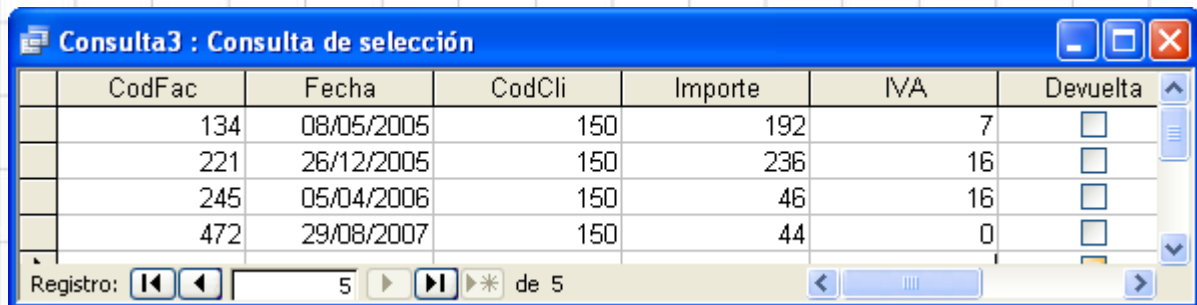 Consulta3 : Consulta de selección
CodFac Fecha CodCli Importe IVA Devuelta
134 08/05/2005 150 192 7
221 26/12/2005 150 236 16
245 05/04/2006 150 46 16
472 29/08/2007 150 44 0
Registro: 5 de 5